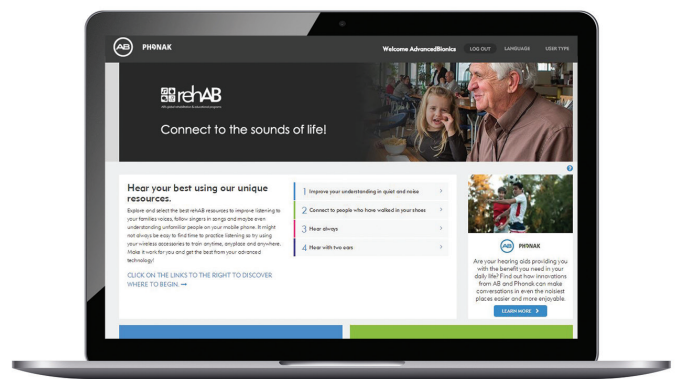 AB
PHONAK
Welcome AdvancedBionics
LOG OUT
LANGUAGE
USER TYPE
rehAB
Connect to the sounds of life!
Hear your best using our unique
resources.
Explore and select the best rehAB resources to improve listening to
your families voices, follow singers in songs and maybe even
understanding unfamiliar people on your mobile phone. It might
not always be easy to find time to practice listening so try using
your wireless accessories to train anytime, anyplace and anywhere.
Make it work for you and get the best from your advanced
technology!
CLICK ON THE LINKS TO THE RIGHT TO DISCOVER
WHERE TO BEGIN. →
1 Improve your understanding in quiet and noise
2 Connect to people who have walked in your shoes
3 Hear always
4 Hear with two ears
?
AB
PHONAK
Are your hearing aids providing you
with the benefit you need in your
daily life? Find out how innovations
from AB and Phonak can make
conversations in even the noisiest
places easier and more enjoyable.
LEARN MORE >